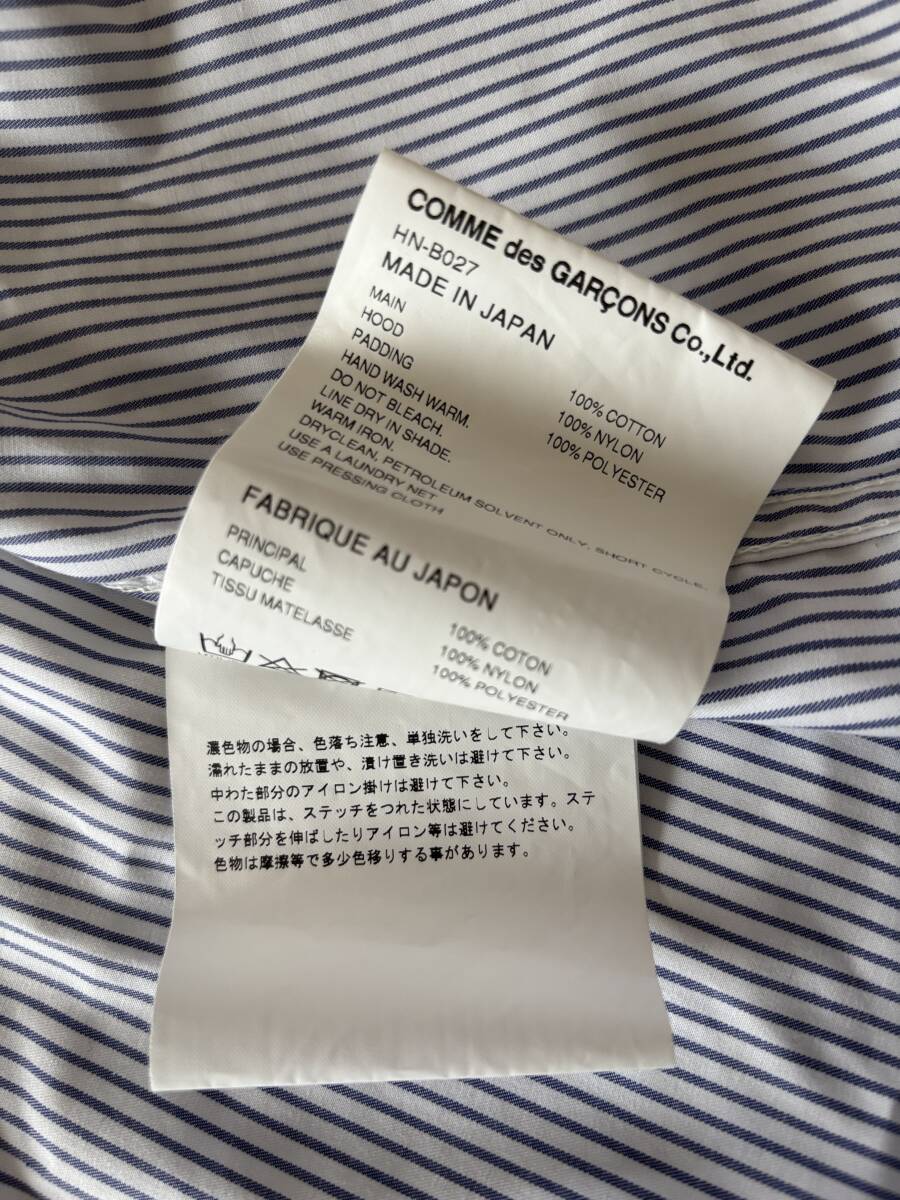 COMME des GARÇONS Co.,Ltd.
HN-B027
MADE IN JAPAN
MAIN 100% COTTON
HOOD 100% NYLON
PADDING 100% POLYESTER
HAND WASH WARM.
DO NOT BLEACH.
LINE DRY IN SHADE.
WARM IRON.
DRYCLEAN. PETROLEUM SOLVENT ONLY. SHORT CYCLE.
USE A LAUNDRY NET
USE PRESSING CLOTH
FABRIQUE AU JAPON
PRINCIPAL 100% COTON
CAPUCHE 100% NYLON
TISSU MATELASSE 100% POLYESTER
濃色物の場合、色落ち注意、単独洗いをして下さい。
濡れたままの放置や、漬け置き洗いは避けて下さい。
中わた部分のアイロン掛けは避けて下さい。
この製品は、ステッチをつれた状態にしています。ステ
ッチ部分を伸ばしたりアイロン等は避けてください。
色物は摩擦等で多少色移りする事があります。